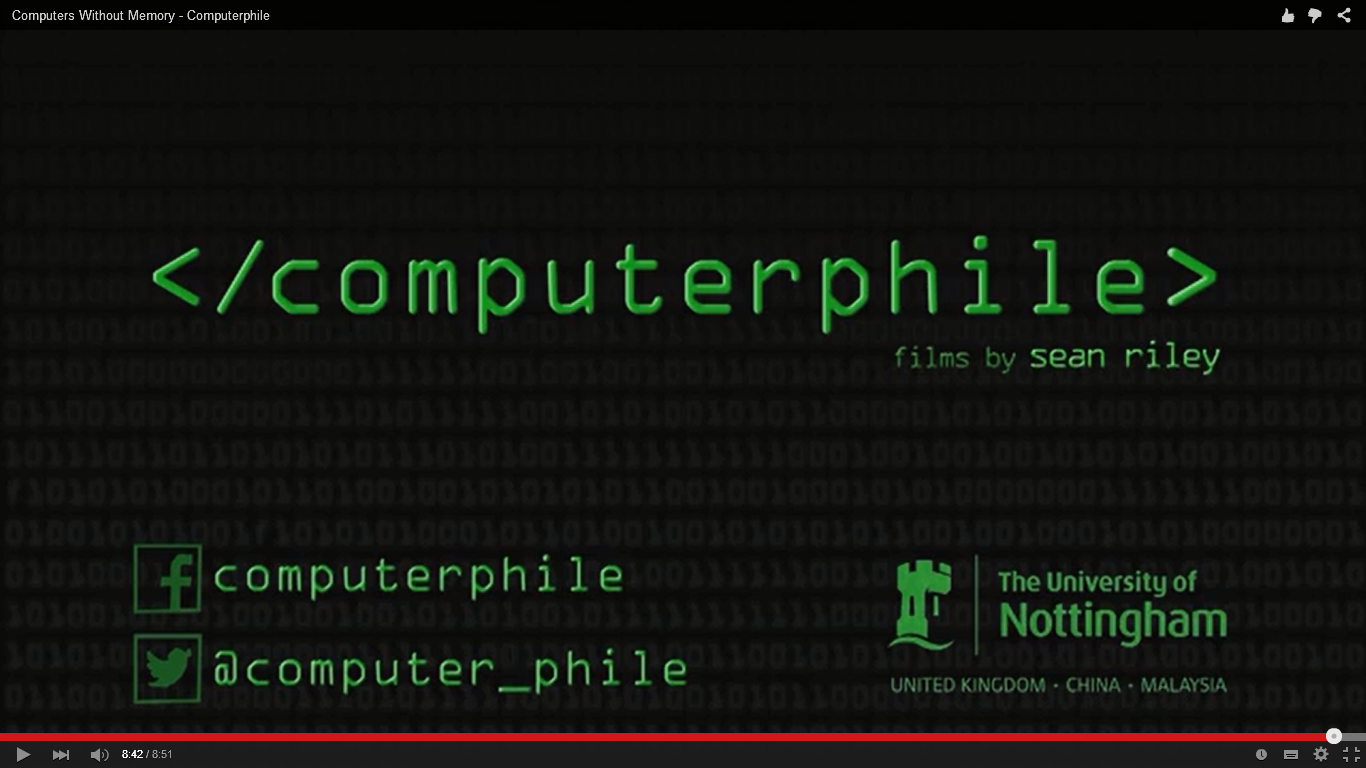 Computers Without Memory - Computerphile
</computerphile>
films by sean riley
computerphile
@computer_phile
The University of
Nottingham
UNITED KINGDOM · CHINA · MALAYSIA
8:42 / 8:51